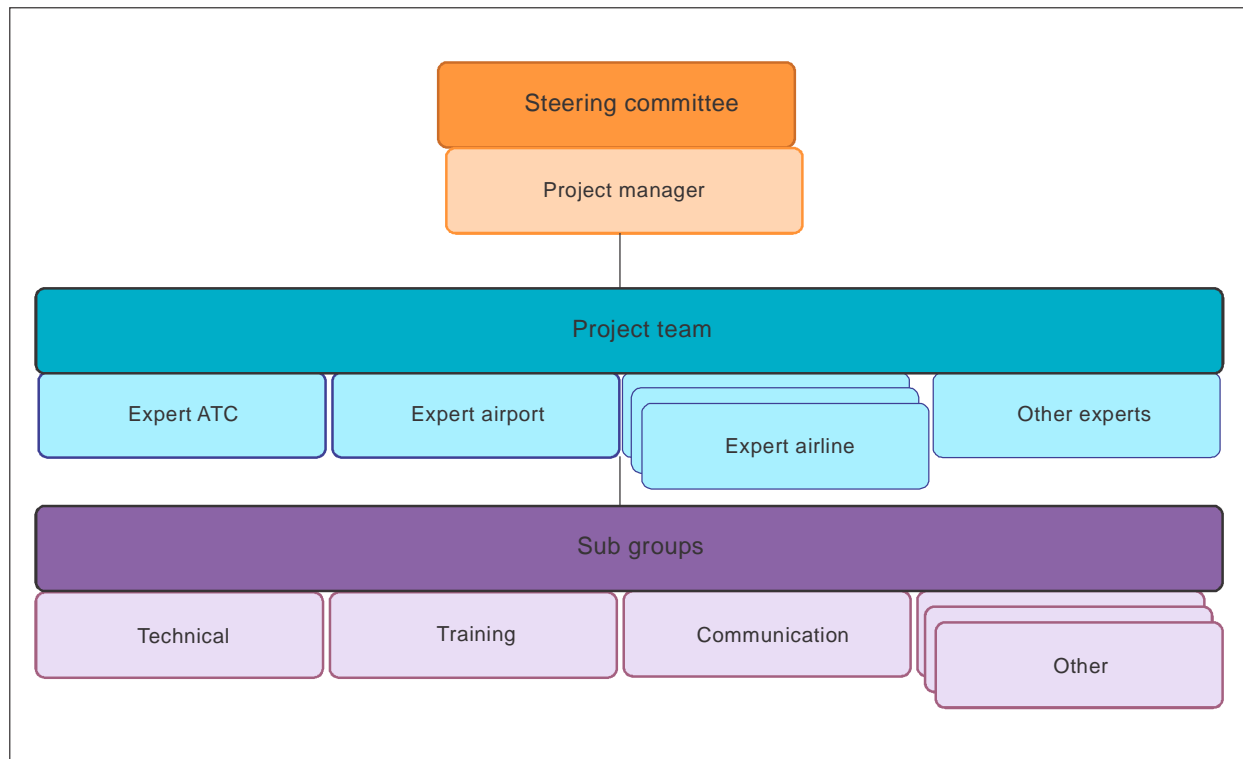 Steering committee
Project manager
Project team
Expert ATC
Expert airport
Expert airline
Other experts
Sub groups
Technical
Training
Communication
Other